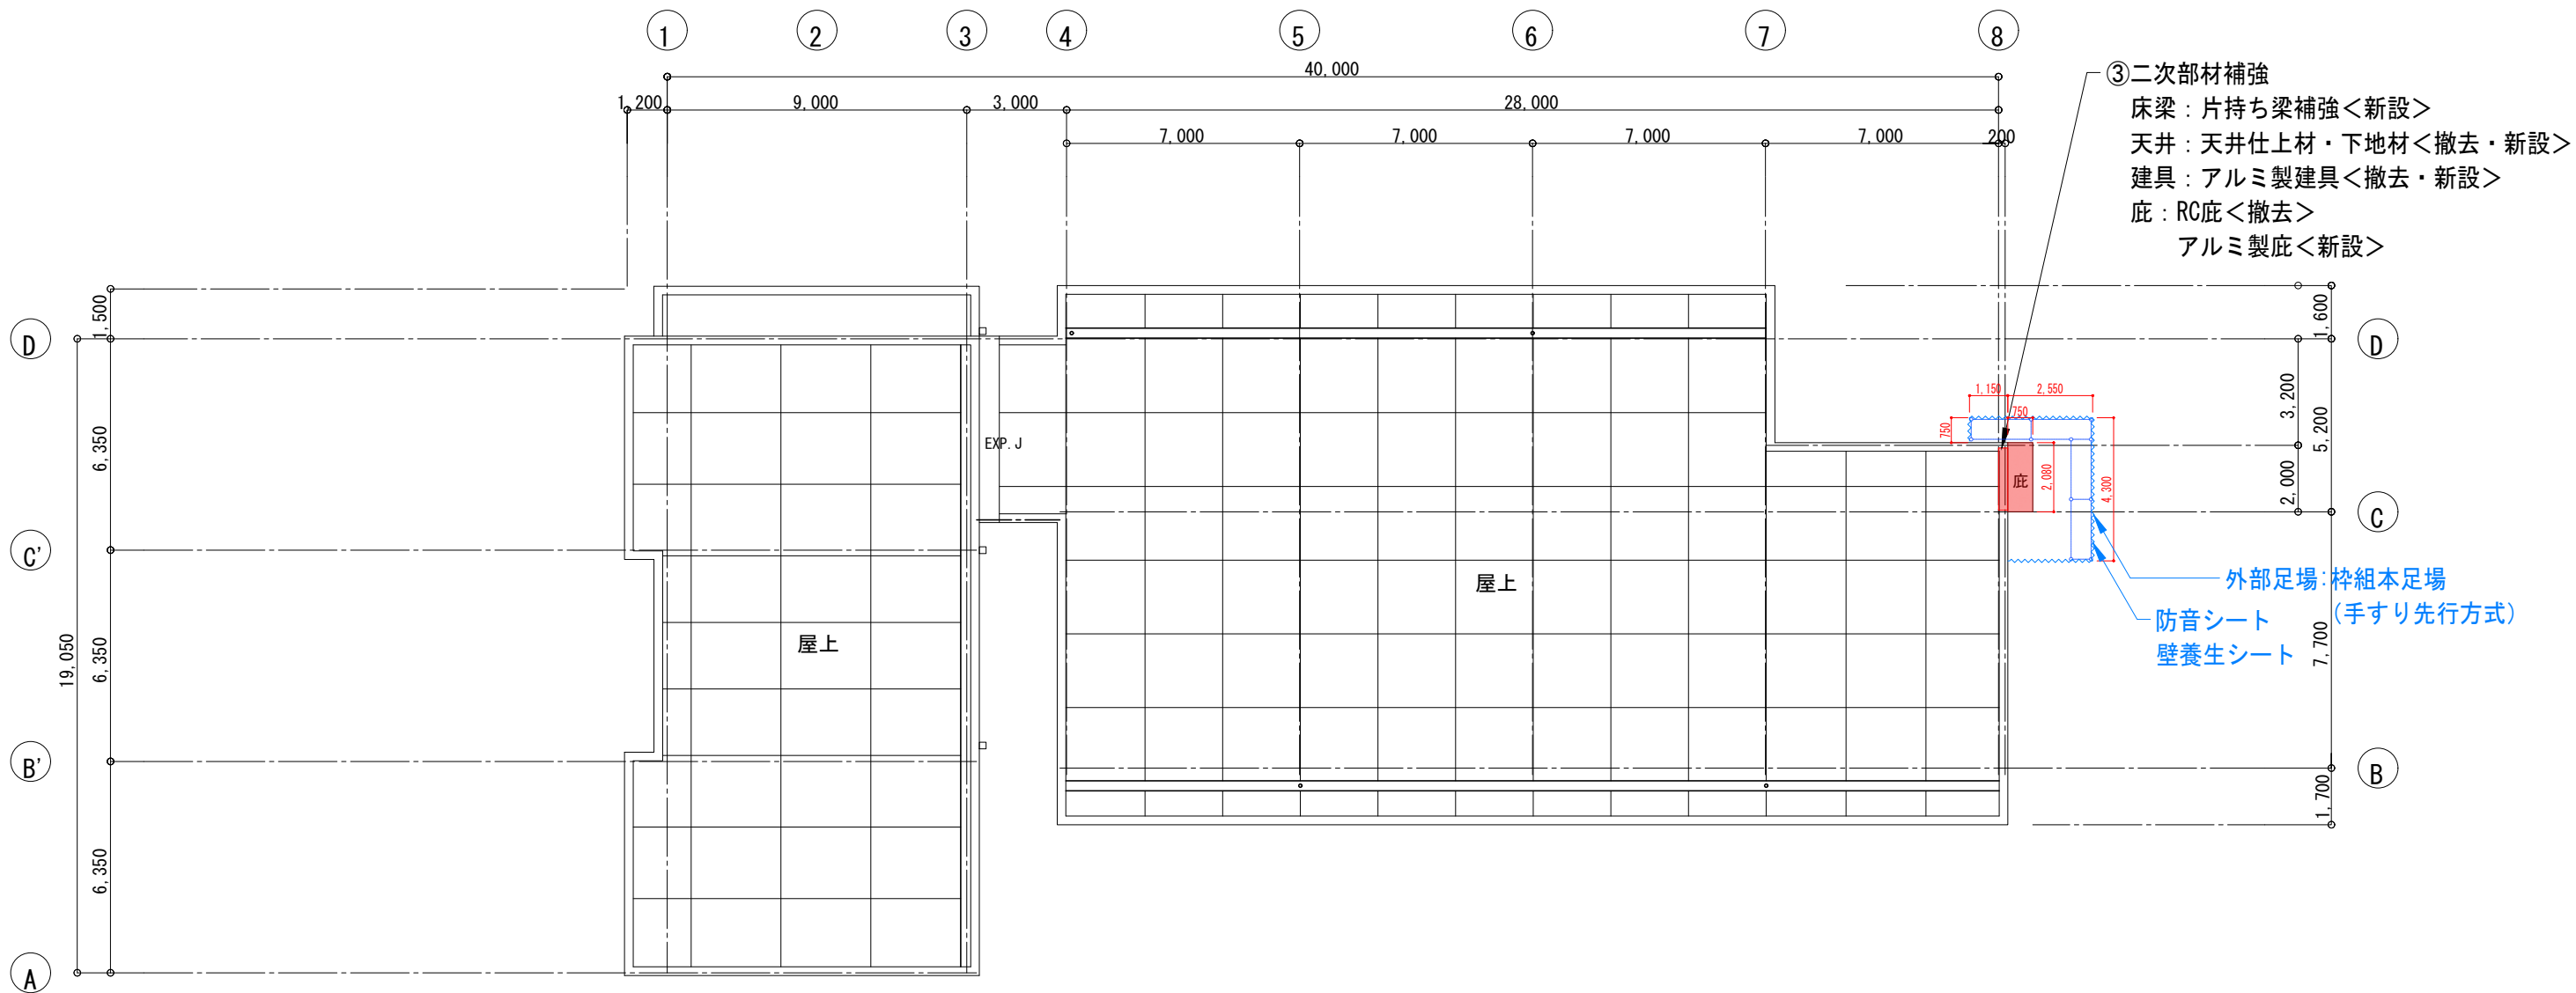 1
2
3
4
5
6
7
8
40,000
1,200
9,000
3,000
28,000
7,000
7,000
7,000
7,000
200
③二次部材補強
床梁：片持ち梁補強＜新設＞
天井：天井仕上材・下地材＜撤去・新設＞
建具：アルミ製建具＜撤去・新設＞
庇：RC庇＜撤去＞
アルミ製庇＜新設＞
1,500
1,600
D
D
3,200
5,200
2,000
6,350
EXP.J
1,150
2,550
750
750
2,080
4,300
庇
C
C'
屋上
屋上
外部足場：枠組本足場
（手すり先行方式）
防音シート
壁養生シート
19,050
6,350
7,700
B'
B
1,700
6,350
A